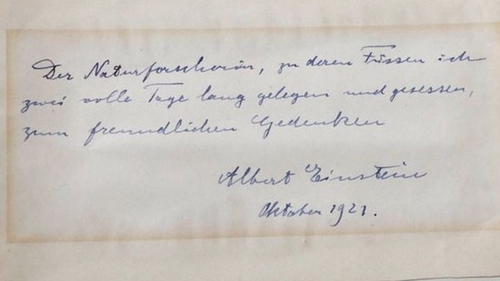 Der Naturforscherin, zu deren Füssen ich
zwei volle Tage lang gelegen und gesessen,
zum freundlichen Gedenken
Albert Einstein
Oktober 1921.